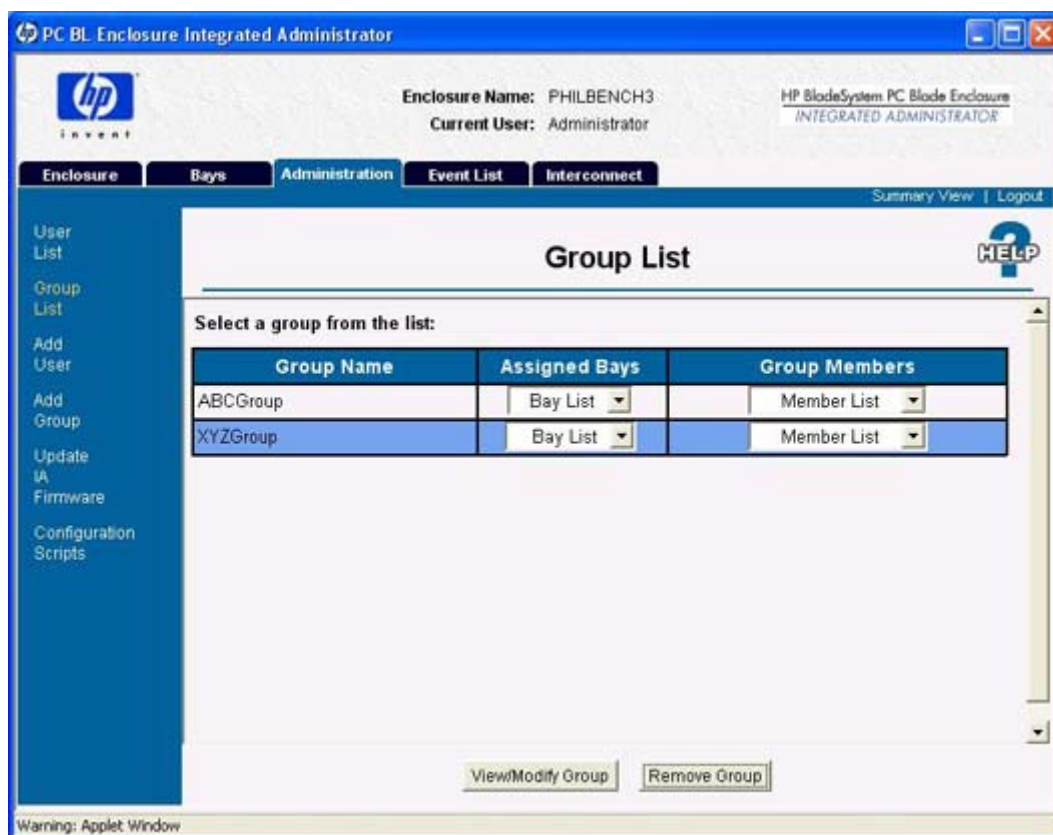 PC BL Enclosure Integrated Administrator
hp
invent
Enclosure Name: PHILBENCH3
Current User: Administrator
HP BladeSystem PC Blade Enclosure
INTEGRATED ADMINISTRATOR
Enclosure Bays Administration Event List Interconnect
Summary View | Logout
User
List
Group
List
Add
User
Add
Group
Update
IA
Firmware
Configuration
Scripts
Group List
?
HELP
Select a group from the list:
Group Name Assigned Bays Group Members
ABCGroup Bay List Member List
XYZGroup Bay List Member List
View/Modify Group Remove Group
Warning: Applet Window